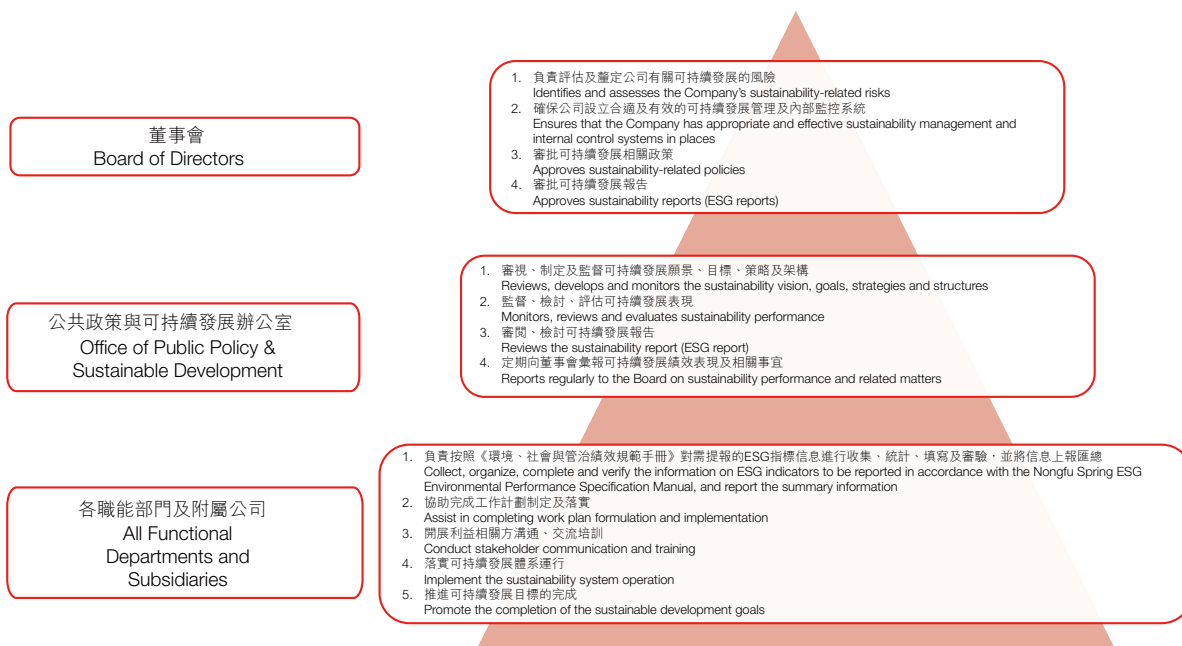 董事會
Board of Directors
1. 負責評估及釐定公司有關可持續發展的風險
Identifies and assesses the Company's sustainability-related risks
2. 確保公司設立合適及有效的可持續發展管理及內部監控系統
Ensures that the Company has appropriate and effective sustainability management and
internal control systems in places
3. 審批可持續發展相關政策
Approves sustainability-related policies
4. 審批可持續發展報告
Approves sustainability reports (ESG reports)
公共政策與可持續發展辦公室
Office of Public Policy &
Sustainable Development
1. 審視、制定及監督可持續發展願景、目標、策略及架構
Reviews, develops and monitors the sustainability vision, goals, strategies and structures
2. 監督、檢討、評估可持續發展表現
Monitors, reviews and evaluates sustainability performance
3. 審閱、檢討可持續發展報告
Reviews the sustainability report (ESG report)
4. 定期向董事會彙報可持續發展績效表現及相關事宜
Reports regularly to the Board on sustainability performance and related matters
各職能部門及附屬公司
All Functional
Departments and
Subsidiaries
1. 負責按照《環境、社會與管治績效規範手冊》對需提報的ESG指標信息進行收集、統計、填寫及審驗，並將信息上報匯總
Collect, organize, complete and verify the information on ESG indicators to be reported in accordance with the Nongfu Spring ESG
Environmental Performance Specification Manual, and report the summary information
2. 協助完成工作計劃制定及落實
Assist in completing work plan formulation and implementation
3. 開展利益相關方溝通、交流培訓
Conduct stakeholder communication and training
4. 落實可持續發展體系運行
Implement the sustainability system operation
5. 推進可持續發展目標的完成
Promote the completion of the sustainable development goals